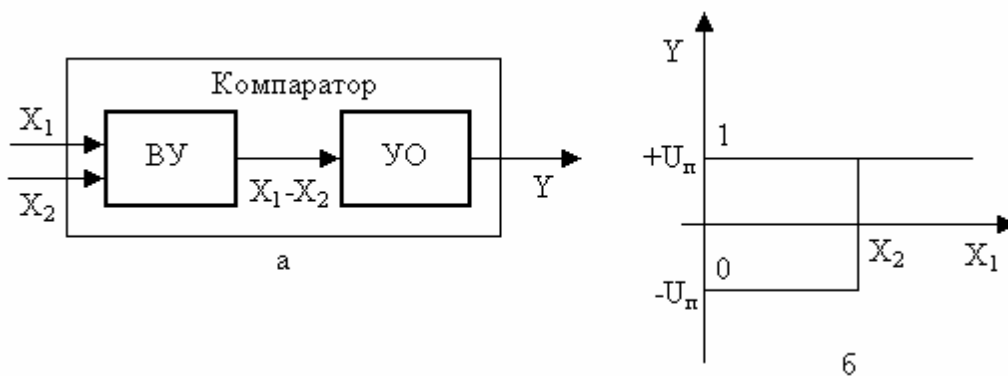 Компаратор
X₁
X₂
ВУ
X₁-X₂
УО
Y
а
Y
1
+Uп
X₂
X₁
0
-Uп
б